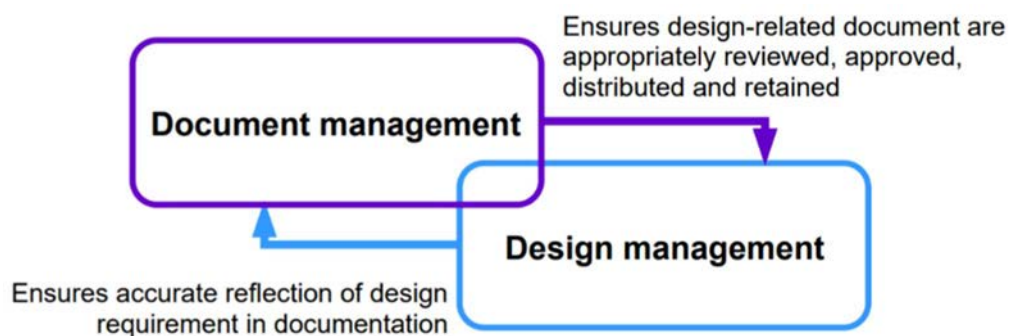 Ensures design-related document are
appropriately reviewed, approved,
distributed and retained
Document management
Design management
Ensures accurate reflection of design
requirement in documentation